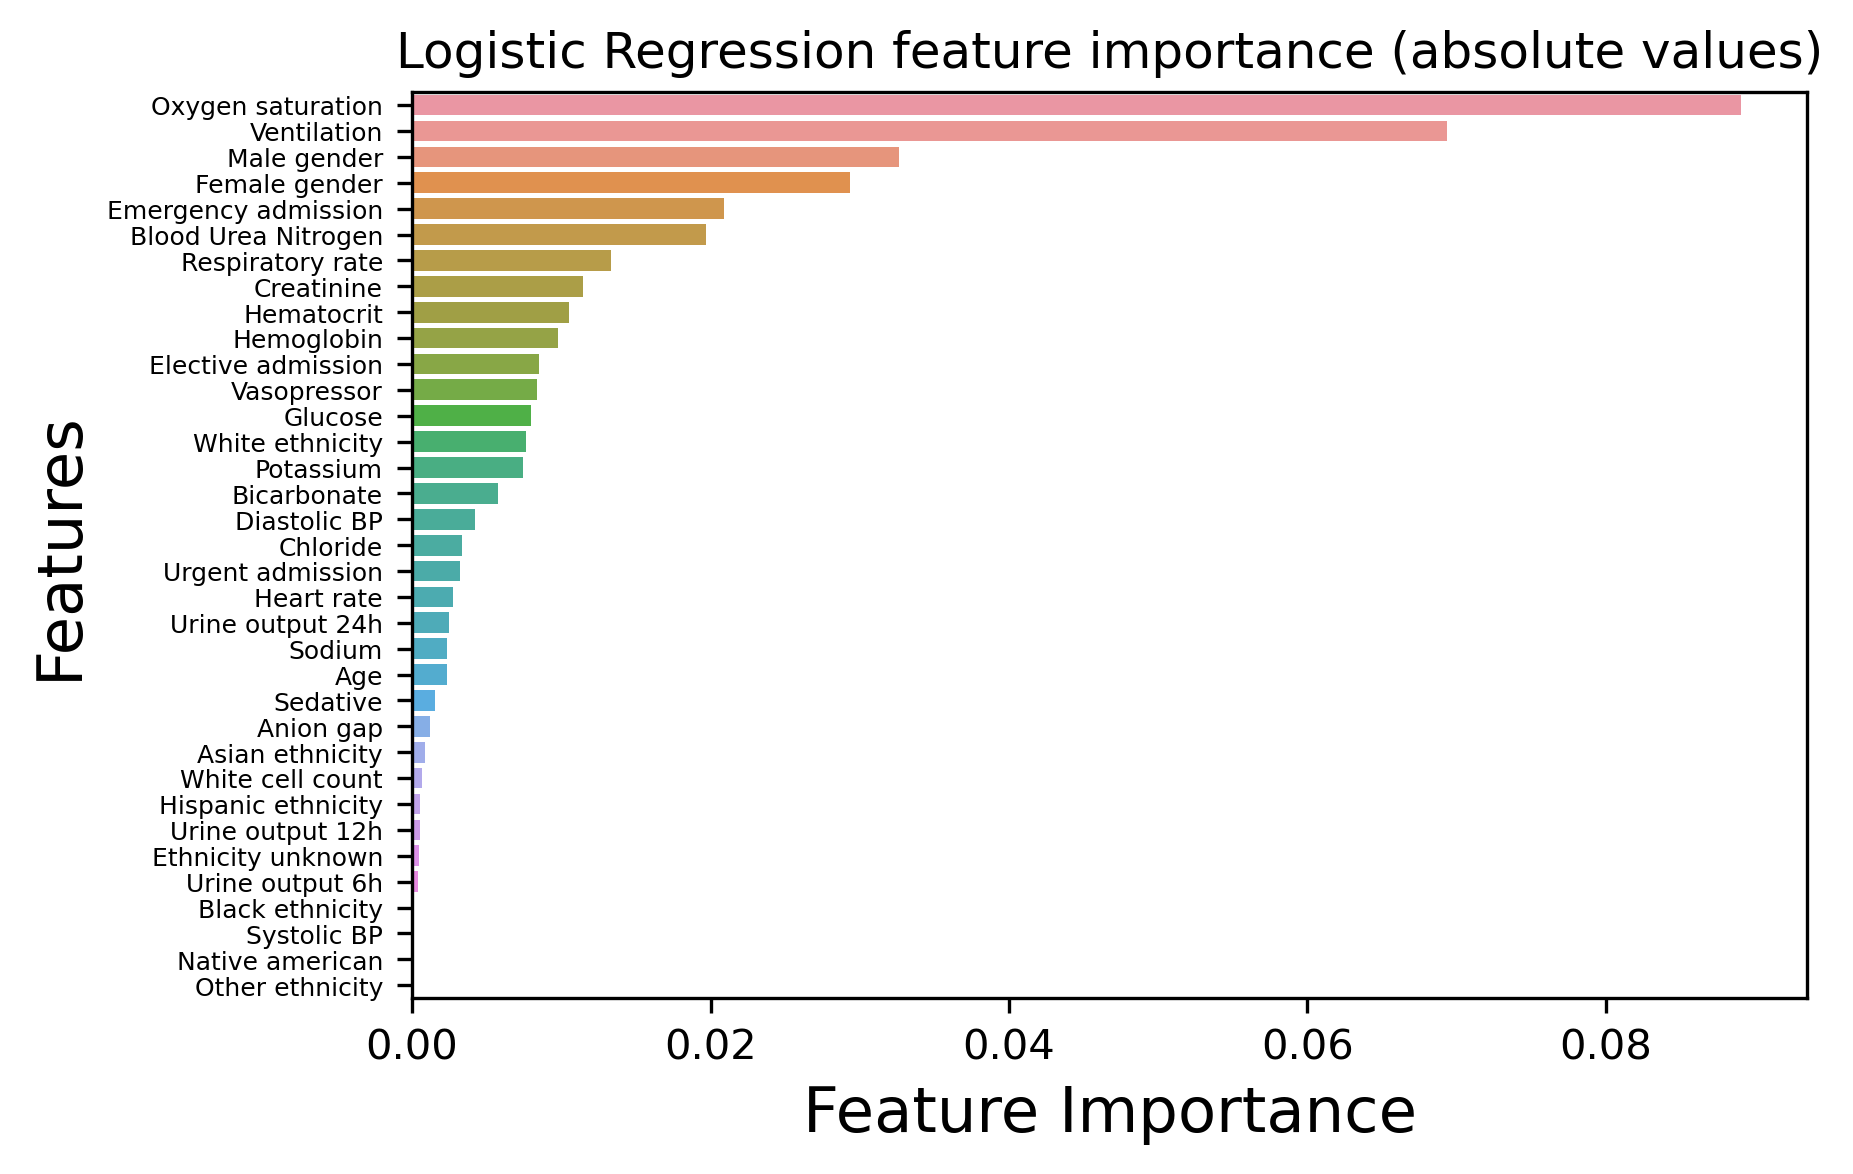 Logistic Regression feature importance (absolute values)
Oxygen saturation
Ventilation
Male gender
Female gender
Emergency admission
Blood Urea Nitrogen
Respiratory rate
Creatinine
Hematocrit
Hemoglobin
Elective admission
Vasopressor
Glucose
White ethnicity
Potassium
Bicarbonate
Diastolic BP
Chloride
Urgent admission
Heart rate
Urine output 24h
Sodium
Age
Sedative
Anion gap
Asian ethnicity
White cell count
Hispanic ethnicity
Urine output 12h
Ethnicity unknown
Urine output 6h
Black ethnicity
Systolic BP
Native american
Other ethnicity
Features
0.00 0.02 0.04 0.06 0.08
Feature Importance